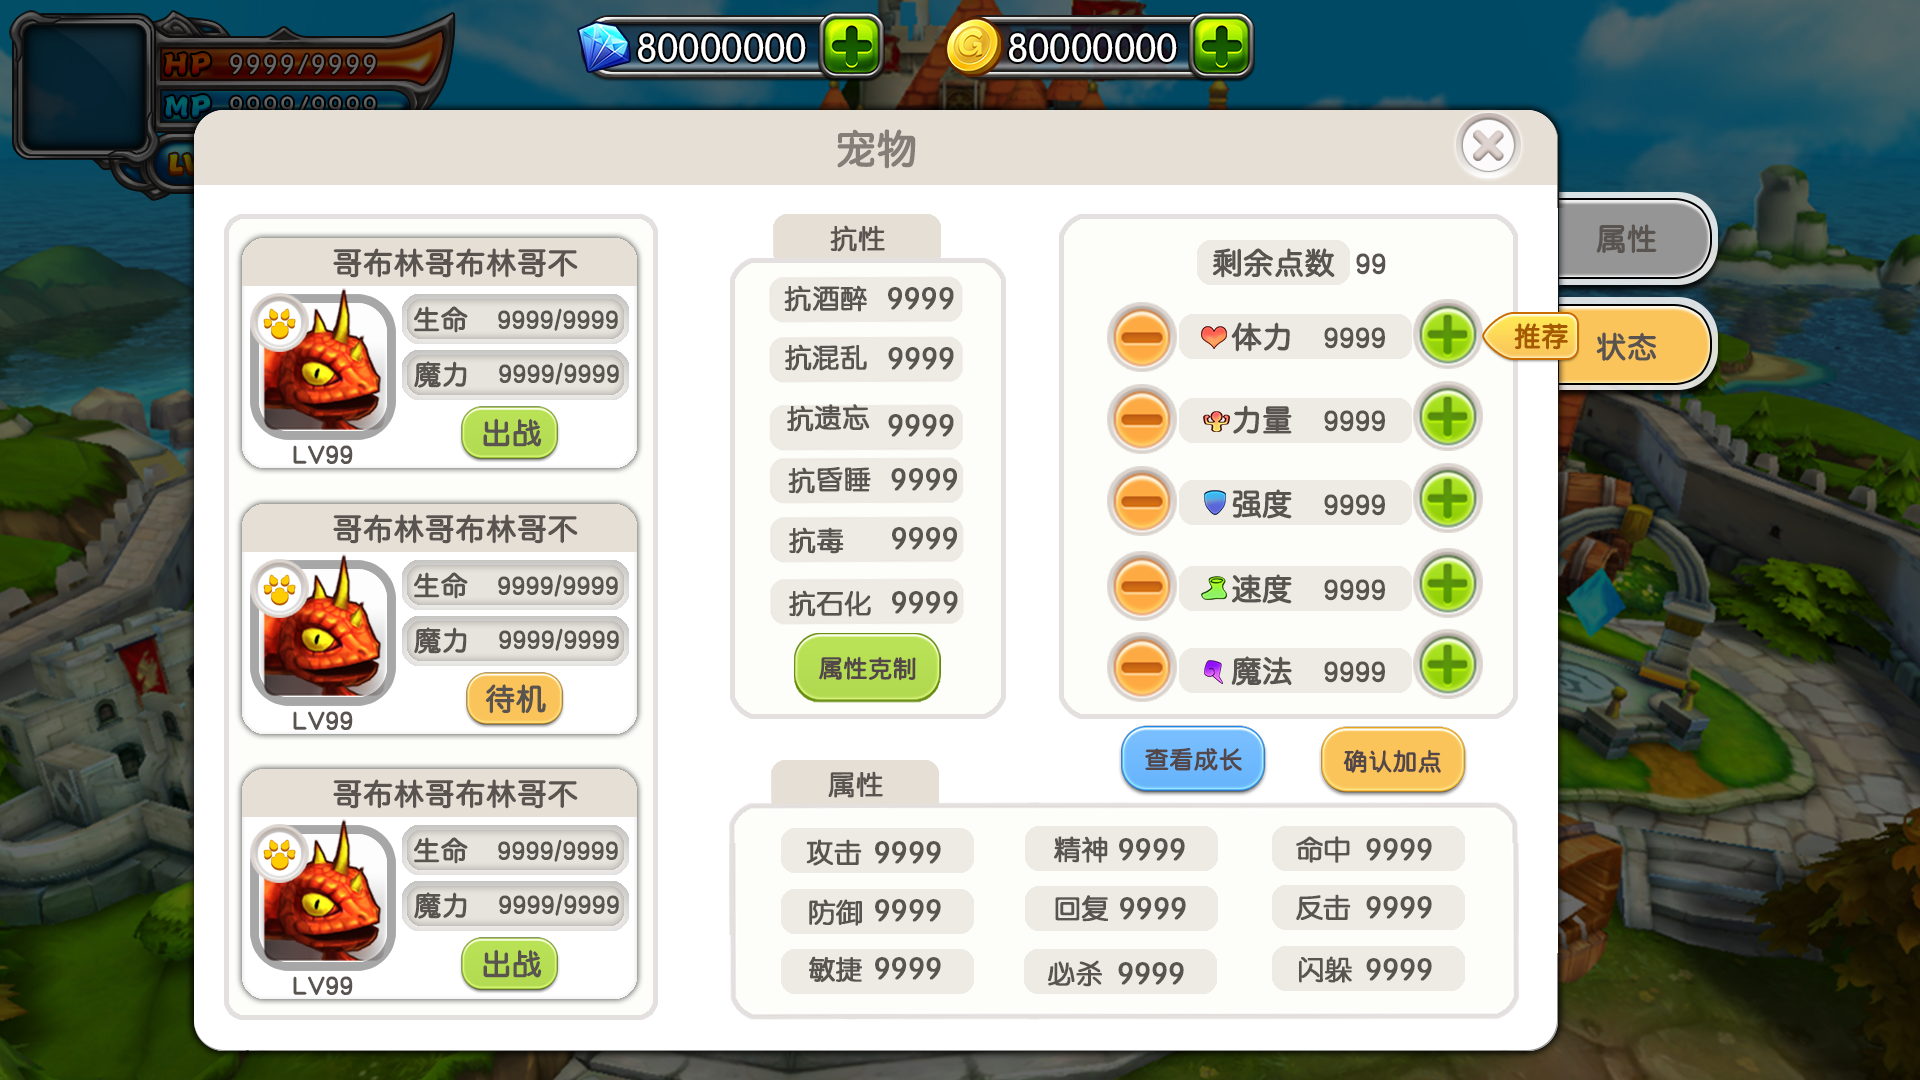 HP 9999/9999
MP 9999/9999
LV
80000000
G 80000000
宠物
哥布林哥布林哥不
生命 9999/9999
魔力 9999/9999
LV99
出战
哥布林哥布林哥不
生命 9999/9999
魔力 9999/9999
LV99
待机
哥布林哥布林哥不
生命 9999/9999
魔力 9999/9999
LV99
出战
抗性
抗酒醉 9999
抗混乱 9999
抗遗忘 9999
抗昏睡 9999
抗毒 9999
抗石化 9999
属性克制
剩余点数 99
体力 9999
力量 9999
强度 9999
速度 9999
魔法 9999
推荐
查看成长
确认加点
属性
状态
属性
攻击 9999
精神 9999
命中 9999
防御 9999
回复 9999
反击 9999
敏捷 9999
必杀 9999
闪躲 9999